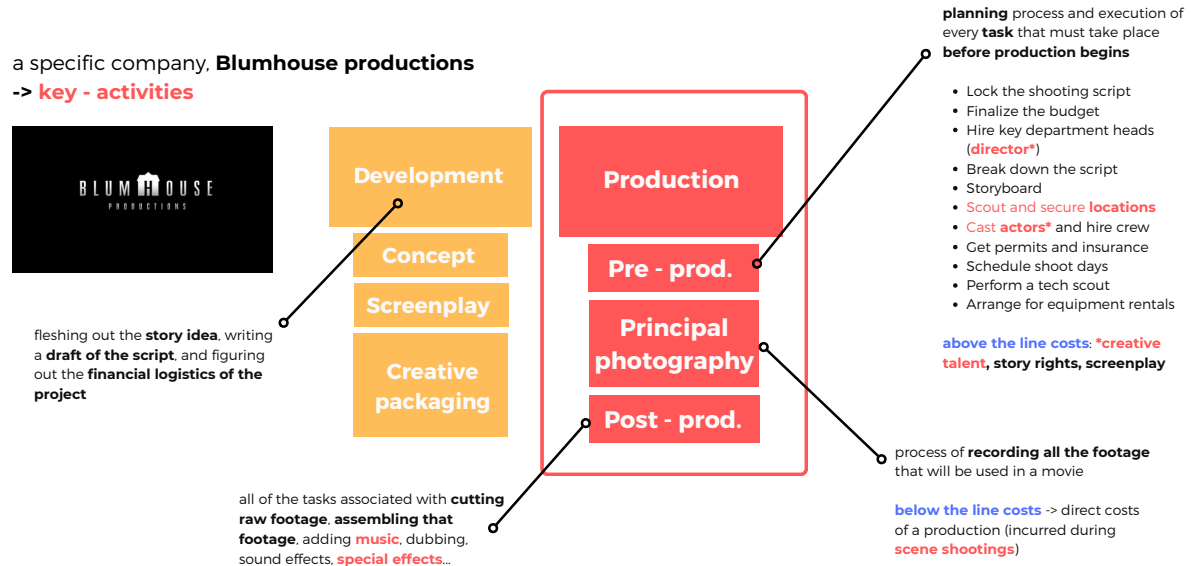 a specific company, Blumhouse productions
-> key - activities
BLUMHOUSE
PRODUCTIONS
fleshing out the story idea, writing
a draft of the script, and figuring
out the financial logistics of the
project
Development
Concept
Screenplay
Creative
packaging
Production
Pre - prod.
Principal
photography
Post - prod.
all of the tasks associated with cutting
raw footage, assembling that
footage, adding music, dubbing,
sound effects, special effects...
planning process and execution of
every task that must take place
before production begins
• Lock the shooting script
• Finalize the budget
• Hire key department heads
(director*)
• Break down the script
• Storyboard
• Scout and secure locations
• Cast actors* and hire crew
• Get permits and insurance
• Schedule shoot days
• Perform a tech scout
• Arrange for equipment rentals
above the line costs: *creative
talent, story rights, screenplay
process of recording all the footage
that will be used in a movie
below the line costs -> direct costs
of a production (incurred during
scene shootings)